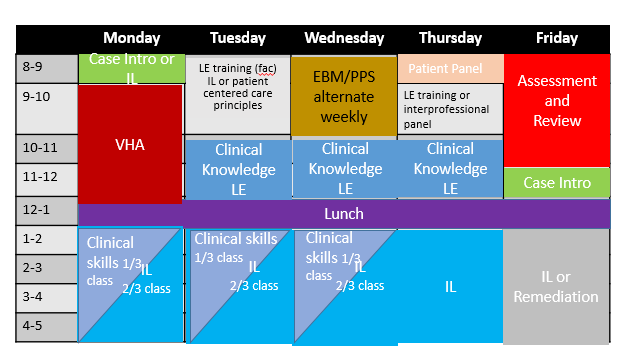 Monday Tuesday Wednesday Thursday Friday
8-9
9-10
10-11
11-12
12-1
1-2
2-3
3-4
4-5
Case Intro or
IL
VHA
LE training (fac)
IL or patient
centered care
principles
EBM/PPS
alternate
weekly
Patient Panel
LE training or
interprofessional
panel
Assessment
and
Review
Clinical
Knowledge
LE
Clinical
Knowledge
LE
Clinical
Knowledge
LE
Case Intro
Lunch
Clinical
skills 1/3
class
IL
2/3 class
Clinical skills
1/3 class
IL
2/3 class
Clinical
skills 1/3
class
IL
2/3 class
IL
IL or
Remediation